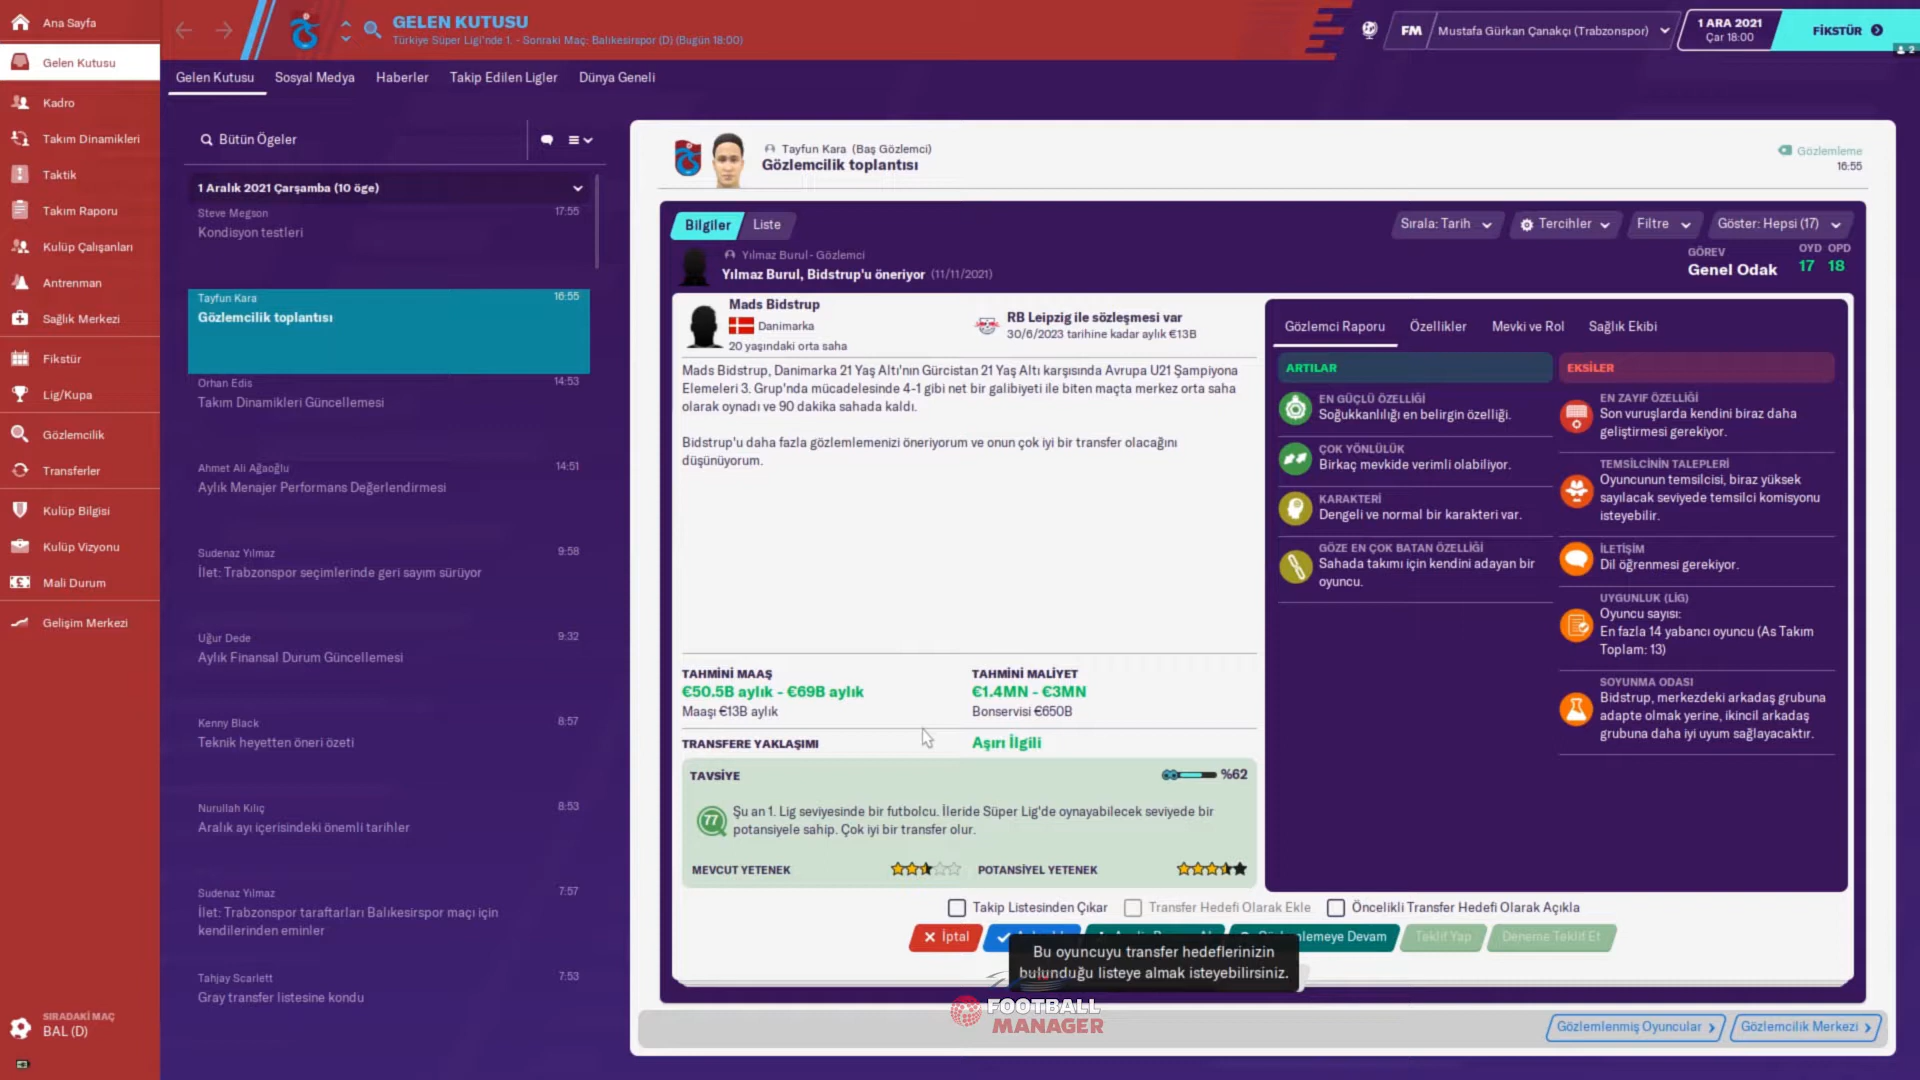 Ana Sayfa
Gelen Kutusu
Kadro
Takım Dinamikleri
Taktik
Takım Raporu
Kulüp Çalışanları
Antrenman
Sağlık Merkezi
Fikstür
Lig/Kupa
Gözlemcilik
Transferler
Kulüp Bilgisi
Kulüp Vizyonu
Mali Durum
Gelişim Merkezi
SIRADAKİ MAÇ
BAL (D)
GELEN KUTUSU
Türkiye Süper Ligi'nde 1. - Sonraki Maç: Balıkesirspor (D) (Bugün 18:00)
FM
Mustafa Gürkan Çanakçı (Trabzonspor)
1 ARA 2021
Çar 18:00
FİKSTÜR
2
Gelen Kutusu
Sosyal Medya
Haberler
Takip Edilen Ligler
Dünya Geneli
Bütün Ögeler
1 Aralık 2021 Çarşamba (10 öge)
Steve Megson 17:55
Kondisyon testleri
Tayfun Kara 16:55
Gözlemcilik toplantısı
Orhan Edis 14:53
Takım Dinamikleri Güncellemesi
Ahmet Ali Ağaoğlu 14:51
Aylık Menajer Performans Değerlendirmesi
Sudenaz Yılmaz 9:58
İlet: Trabzonspor seçimlerinde geri sayım sürüyor
Uğur Dede 9:32
Aylık Finansal Durum Güncellemesi
Kenny Black 8:57
Teknik heyetten öneri özeti
Nurullah Kılıç 8:53
Aralık ayı içerisindeki önemli tarihler
Sudenaz Yılmaz 7:57
İlet: Trabzonspor taraftarları Balıkesirspor maçı için
kendilerinden eminler
Tahjay Scarlett 7:53
Gray transfer listesine kondu
Tayfun Kara (Baş Gözlemci)
Gözlemcilik toplantısı
Gözlemleme
16:55
Bilgiler
Liste
Sırala: Tarih
Tercihler
Filtre
Göster: Hepsi (17)
Yılmaz Burul - Gözlemci
Yılmaz Burul, Bidstrup'u öneriyor (11/11/2021)
GÖREV
Genel Odak
OYD OPD
17 18
Mads Bidstrup
Danimarka
20 yaşındaki orta saha
RB Leipzig ile sözleşmesi var
30/6/2023 tarihine kadar aylık €13B
Mads Bidstrup, Danimarka 21 Yaş Altı'nın Gürcistan 21 Yaş Altı karşısında Avrupa U21 Şampiyona
Elemeleri 3. Grup'nda mücadelesinde 4-1 gibi net bir galibiyeti ile biten maçta merkez orta saha
olarak oynadı ve 90 dakika sahada kaldı.
Bidstrup'u daha fazla gözlemlemenizi öneriyorum ve onun çok iyi bir transfer olacağını
düşünüyorum.
TAHMİNİ MAAŞ
€50.5B aylık - €69B aylık
Maaşı €13B aylık
TAHMİNİ MALİYET
€1.4MN - €3MN
Bonservisi €650B
TRANSFERE YAKLAŞIMI
Aşırı İlgili
TAVSİYE
%62
77
Şu an 1. Lig seviyesinde bir futbolcu. İleride Süper Lig'de oynayabilecek seviyede bir
potansiyele sahip. Çok iyi bir transfer olur.
MEVCUT YETENEK
POTANSİYEL YETENEK
Gözlemci Raporu
Özellikler
Mevki ve Rol
Sağlık Ekibi
ARTILAR
EN GÜÇLÜ ÖZELLİĞİ
Soğukkanlılığı en belirgin özelliği.
ÇOK YÖNLÜLÜK
Birkaç mevkide verimli olabiliyor.
KARAKTERİ
Dengeli ve normal bir karakteri var.
GÖZE EN ÇOK BATAN ÖZELLİĞİ
Sahada takımı için kendini adayan bir
oyuncu.
EKSİLER
EN ZAYIF ÖZELLİĞİ
Son vuruşlarda kendini biraz daha
geliştirmesi gerekiyor.
TEMSİLCİNİN TALEPLERİ
Oyuncunun temsilcisi, biraz yüksek
sayılacak seviyede temsilci komisyonu
isteyebilir.
İLETİŞİM
Dil öğrenmesi gerekiyor.
UYGUNLUK (LİG)
Oyuncu sayısı:
En fazla 14 yabancı oyuncu (As Takım
Toplam: 13)
SOYUNMA ODASI
Bidstrup, merkezdeki arkadaş grubuna
adapte olmak yerine, ikincil arkadaş
grubuna daha iyi uyum sağlayacaktır.
Takip Listesinden Çıkar
Transfer Hedefi Olarak Ekle
Öncelikli Transfer Hedefi Olarak Açıkla
İptal
Devam
Teklif Yap
Deneme Teklif Et
Bu oyuncuyu transfer hedeflerinizin
bulunduğu listeye almak isteyebilirsiniz.
FOOTBALL
MANAGER
Gözlemlenmiş Oyuncular
Gözlemcilik Merkezi